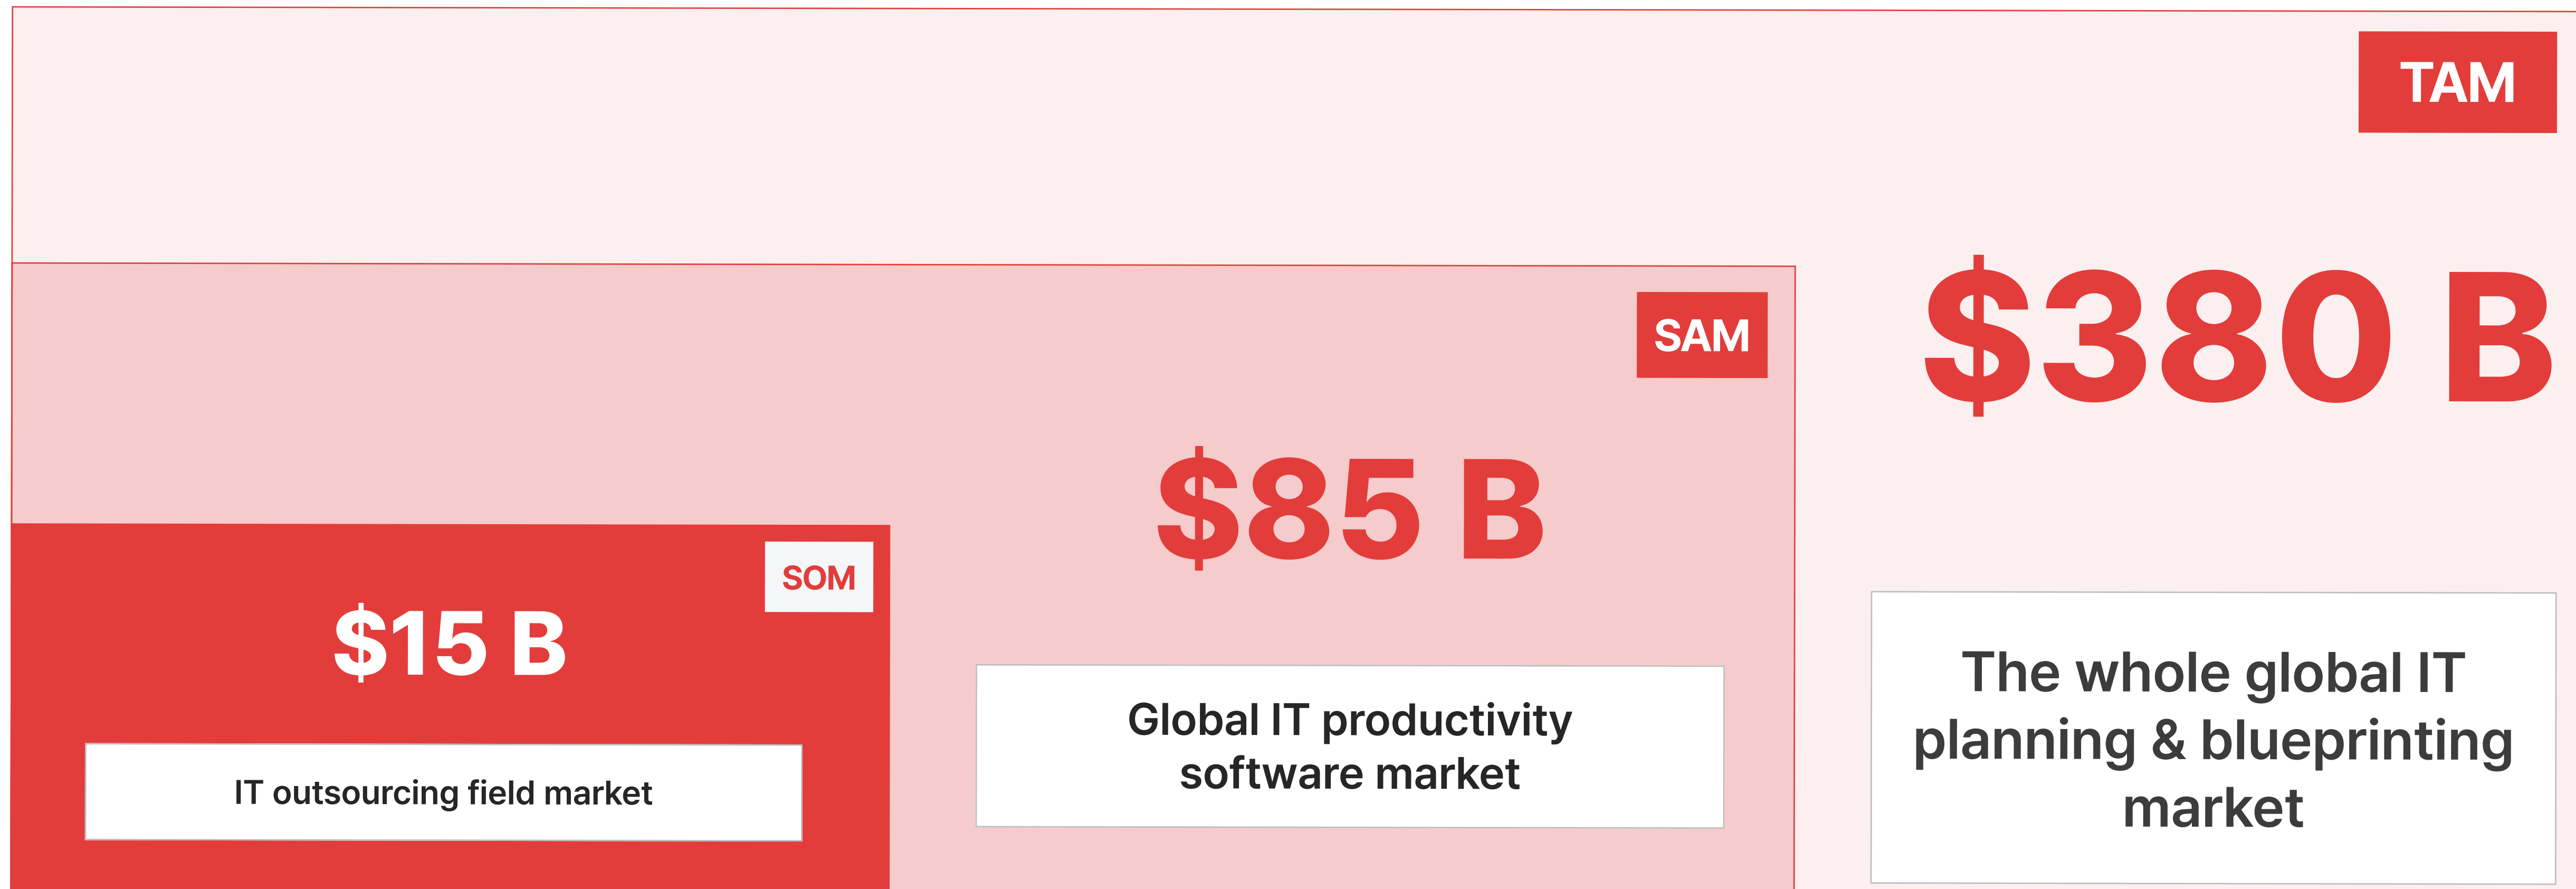 TAM
$380 B
The whole global IT
planning & blueprinting
market
SAM
$85 B
Global IT productivity
software market
SOM
$15 B
IT outsourcing field market